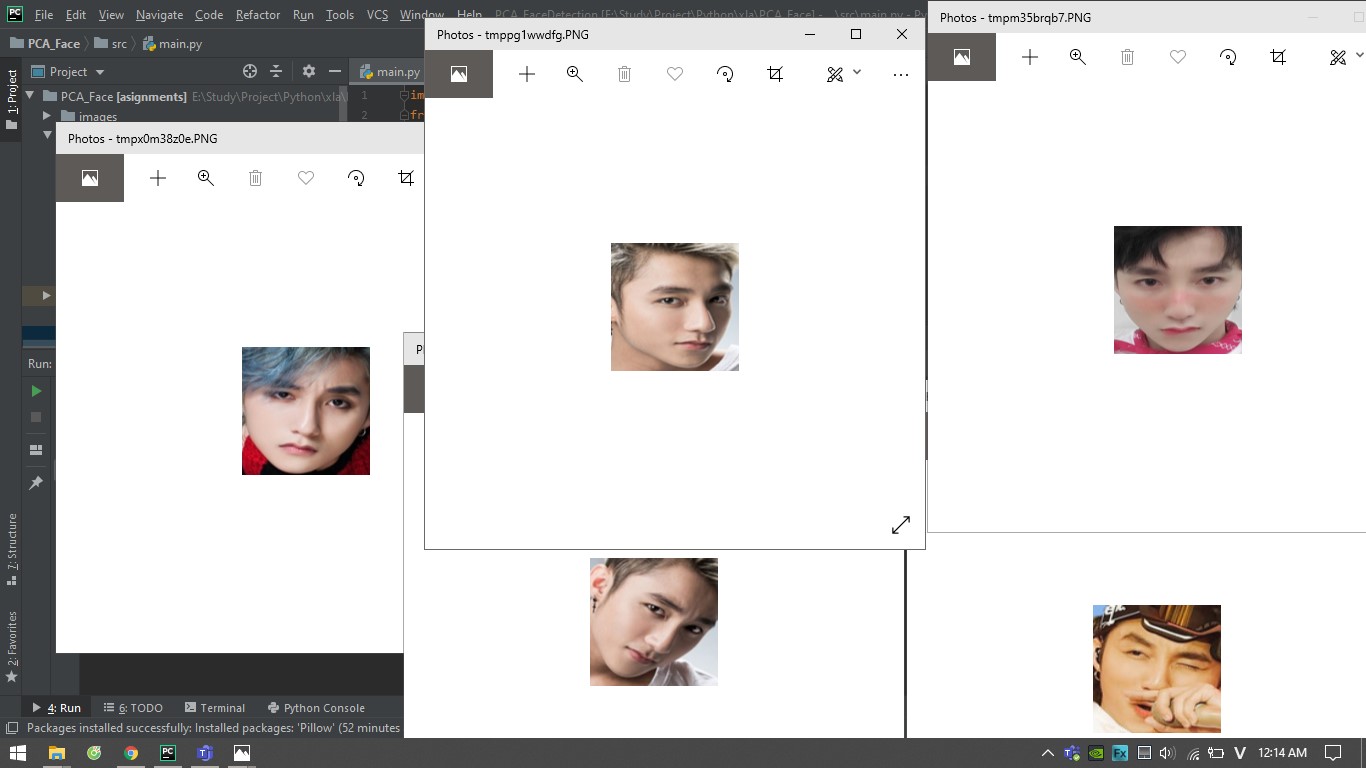 File Edit View Navigate Code Refactor Run Tools VCS Window Help PCA_FaceDetection [E:\Study\Project\Python\xla\PCA_Face] - ...\src\main.py - Py
PCA_Face src main.py
Project
main.py
PCA_Face [asignments] E:\Study\Project\Python\xla\
images
1
2
im
fr
1: Project
Photos - tmppg1wwdfg.PNG
Photos - tmpm35brqb7.PNG
Photos - tmpx0m38z0e.PNG
Run:
7: Structure
2: Favorites
4: Run 6: TODO Terminal Python Console
Packages installed successfully: Installed packages: 'Pillow' (52 minutes
12:14 AM